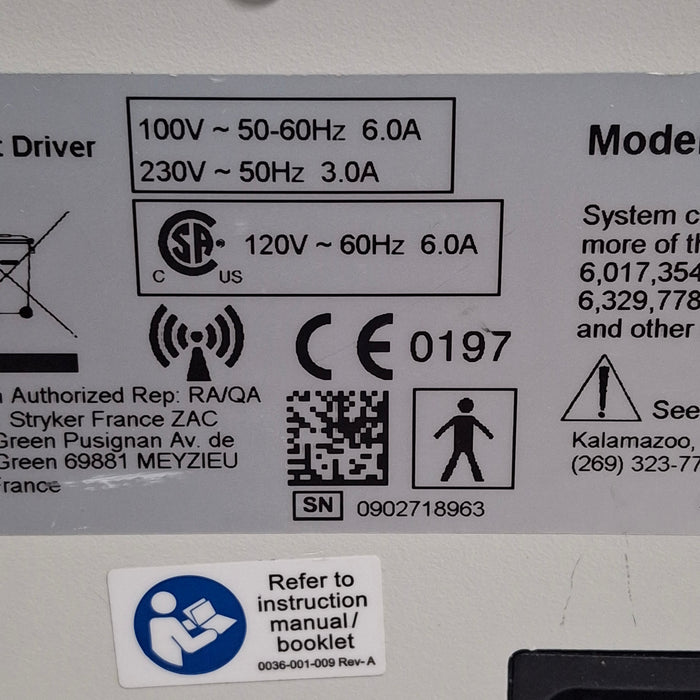 t Driver
100V ~ 50-60Hz 6.0A
230V ~ 50Hz 3.0A
C US
120V ~ 60Hz 6.0A
CE 0197
n Authorized Rep: RA/QA
Stryker France ZAC
Green Pusignan Av. de
Green 69881 MEYZIEU
France
SN 0902718963
Mode
System c
more of th
6,017,354
6,329,778
and other
See
Kalamazoo,
(269) 323-77
Refer to
instruction
manual/
booklet
0036-001-009 Rev- A